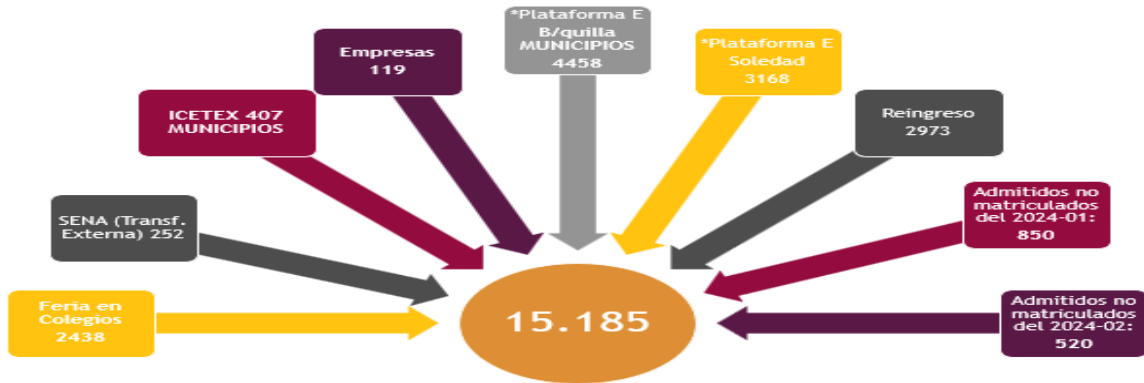 *Plataforma E
B/quilla
MUNICIPIOS
4458
Empresas
119
*Plataforma E
Soledad
3168
ICETEX 407
MUNICIPIOS
Reingreso
2973
SENA (Transf.
Externa) 252
Admitidos no
matriculados
del 2024-01:
850
Feria en
Colegios
2438
15.185
Admitidos no
matriculados
del 2024-02:
520